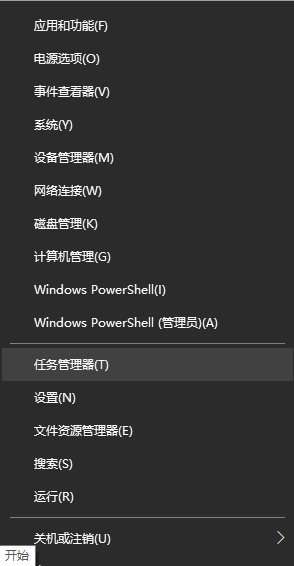 应用和功能(F)
电源选项(O)
事件查看器(V)
系统(Y)
设备管理器(M)
网络连接(W)
磁盘管理(K)
计算机管理(G)
Windows PowerShell(I)
Windows PowerShell (管理员)(A)
任务管理器(T)
设置(N)
文件资源管理器(E)
搜索(S)
运行(R)
关机或注销(U)
开始